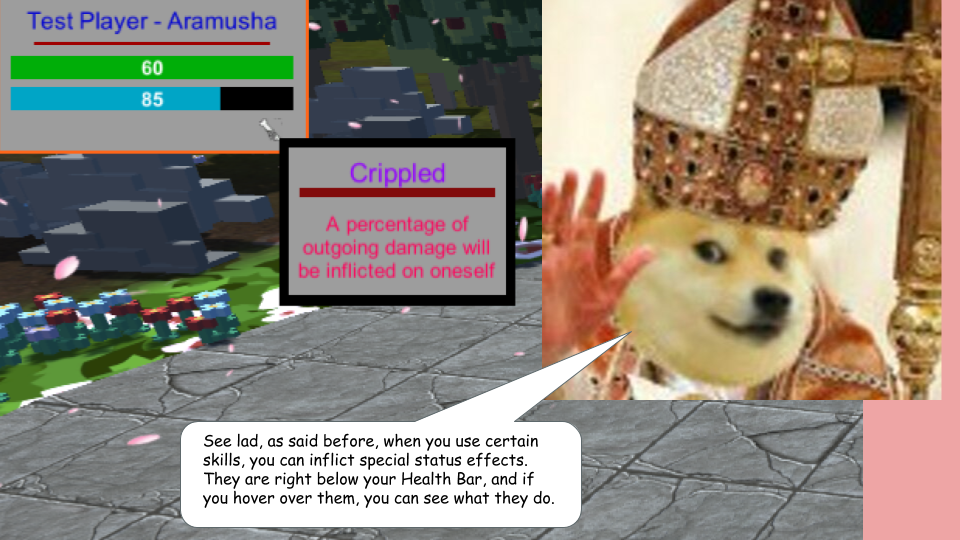 Test Player - Aramusha
60
85
Crippled
A percentage of
outgoing damage will
be inflicted on oneself
See lad, as said before, when you use certain
skills, you can inflict special status effects.
They are right below your Health Bar, and if
you hover over them, you can see what they do.